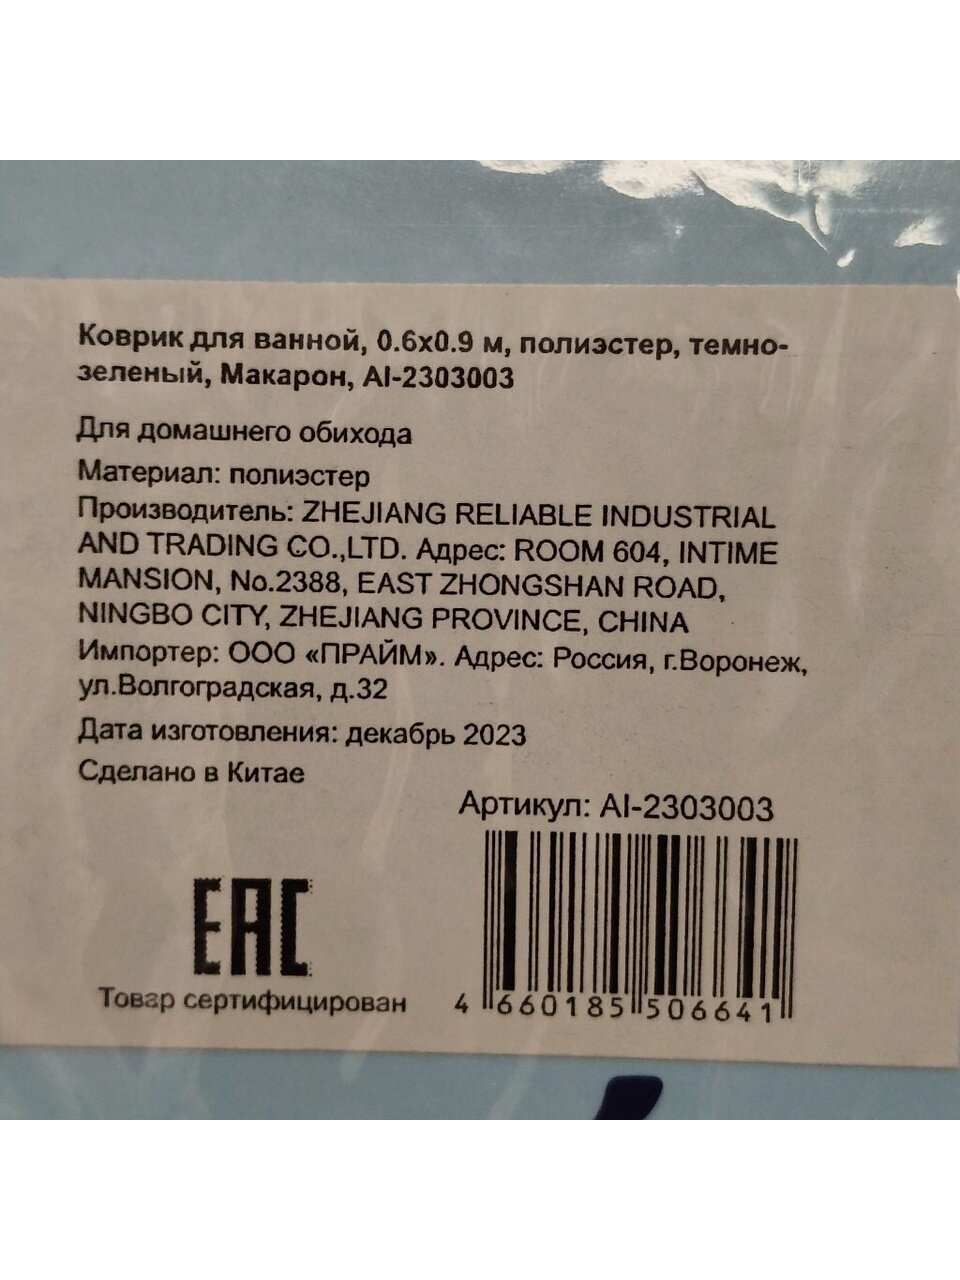 Коврик для ванной, 0.6х0.9 м, полиэстер, темно-
зеленый, Макарон, AI-2303003
Для домашнего обихода
Материал: полиэстер
Производитель: ZHEJIANG RELIABLE INDUSTRIAL
AND TRADING CO.,LTD. Адрес: ROOM 604, INTIME
MANSION, No.2388, EAST ZHONGSHAN ROAD,
NINGBO CITY, ZHEJIANG PROVINCE, CHINA
Импортер: ООО «ПРАЙМ». Адрес: Россия, г.Воронеж,
ул.Волгоградская, д.32
Дата изготовления: декабрь 2023
Сделано в Китае
Артикул: AI-2303003
EAC
Товар сертифицирован
4 660185 506641